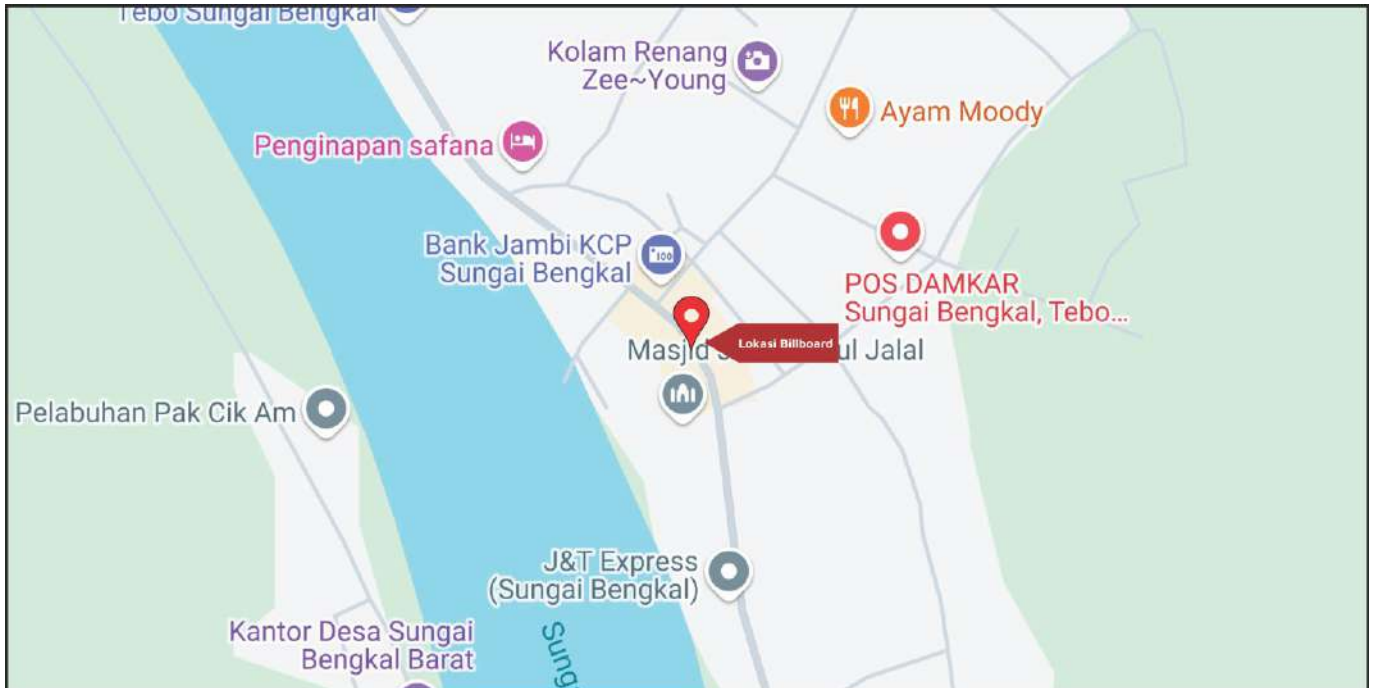 Tebo Sungai Bengkal
Kolam Renang
Zee~Young
Ayam Moody
Penginapan safana
Bank Jambi KCP
Sungai Bengkal
100
POS DAMKAR
Sungai Bengkal, Tebo...
Lokasi Billboard
Masjid ul Jalal
Pelabuhan Pak Cik Am
J&T Express
(Sungai Bengkal)
Kantor Desa Sungai
Bengkal Barat
Sung